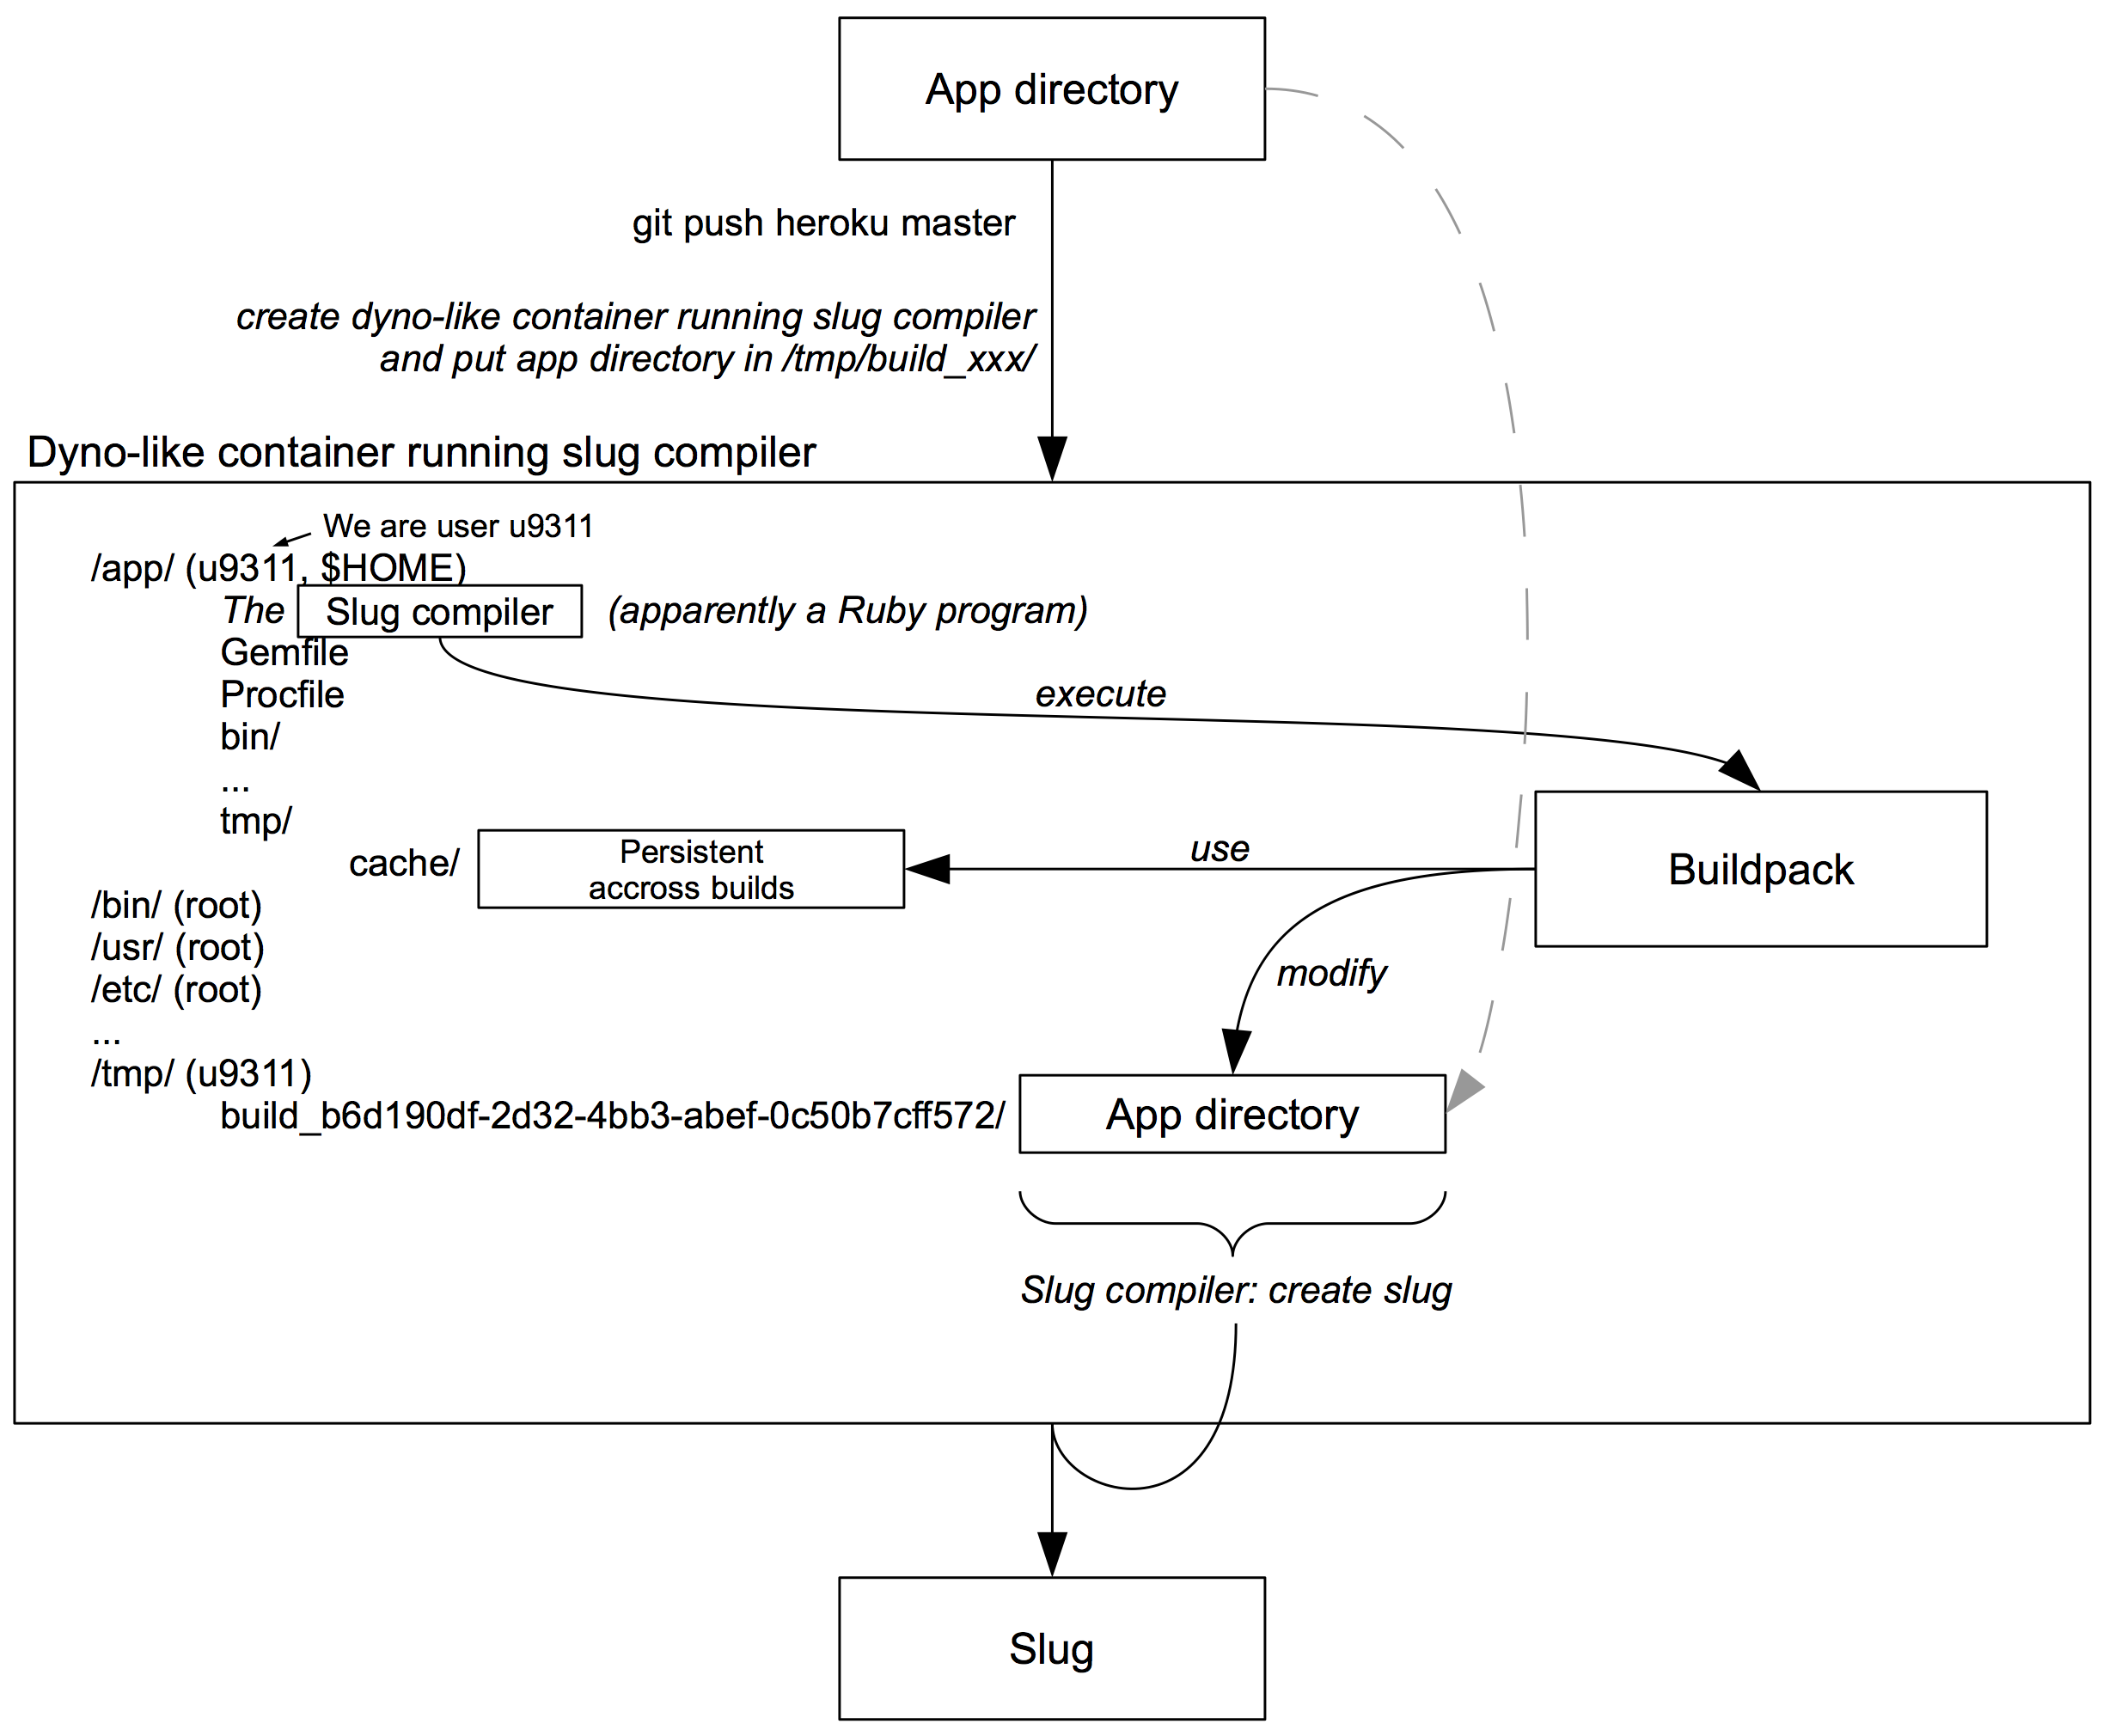 App directory
git push heroku master
create dyno-like container running slug compiler
and put app directory in /tmp/build_xxx/
Dyno-like container running slug compiler
We are user u9311
/app/ (u9311, $HOME)
The Slug compiler (apparently a Ruby program)
Gemfile
Procfile
execute
bin/
...
tmp/
cache/
Persistent
accross builds
use
Buildpack
/bin/ (root)
/usr/ (root)
modify
/etc/ (root)
...
/tmp/ (u9311)
build_b6d190df-2d32-4bb3-abef-0c50b7cff572/
App directory
Slug compiler: create slug
Slug